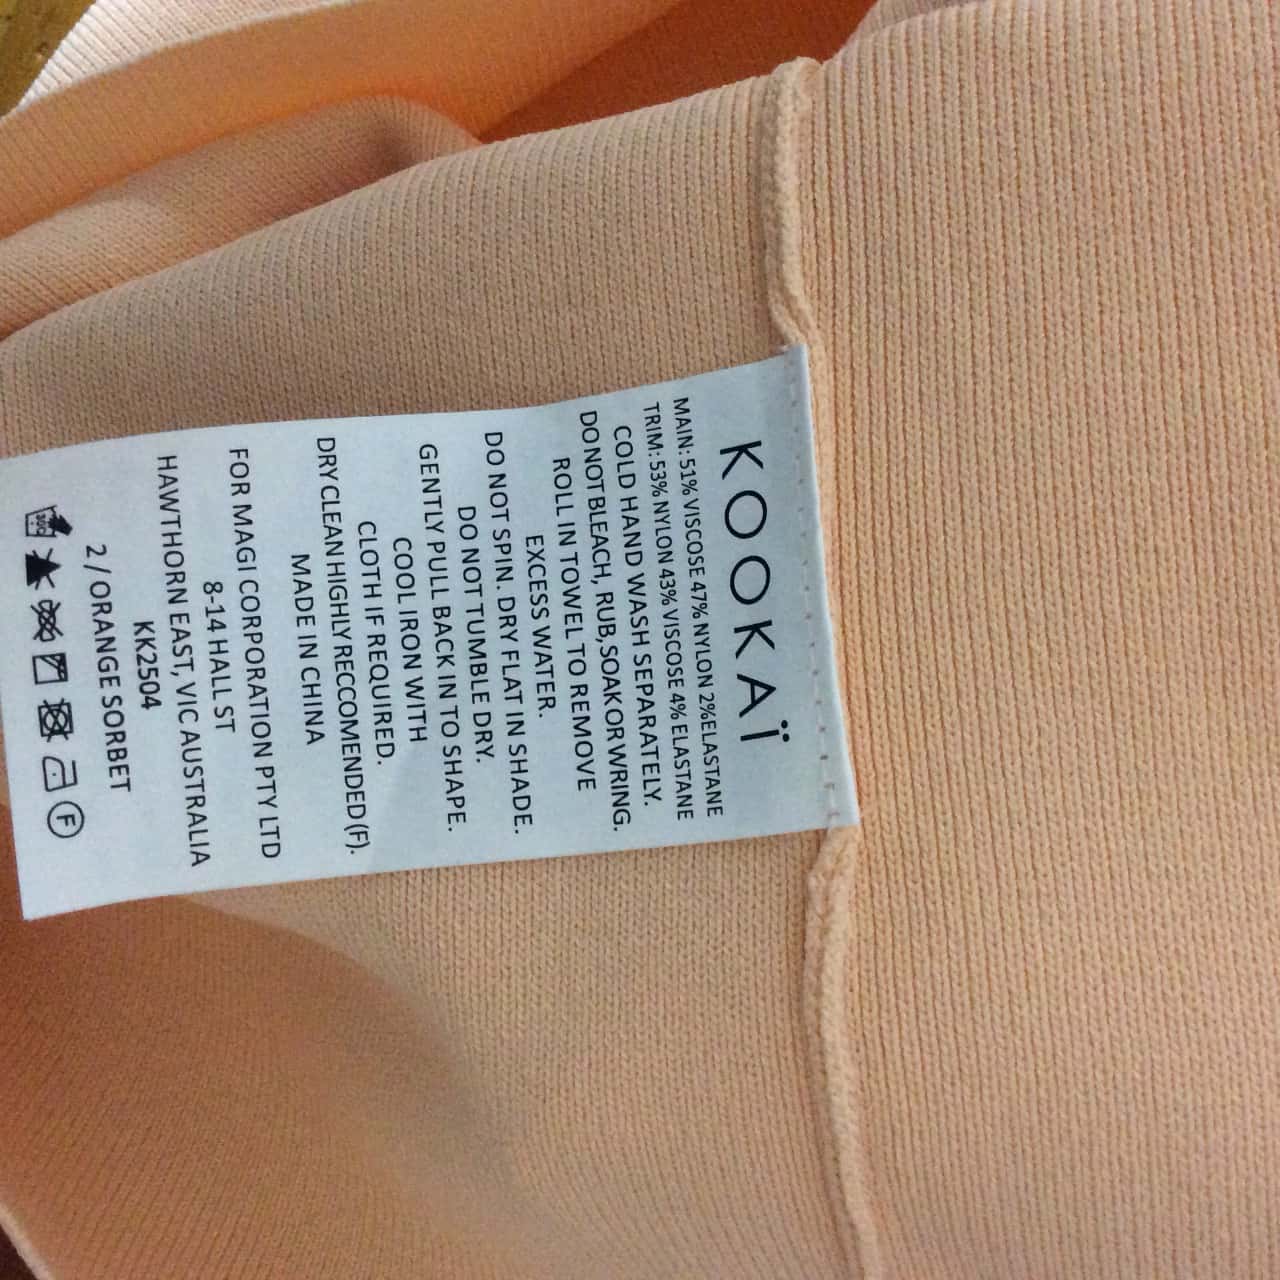 KOOKAÏ
MAIN: 51% VISCOSE 47% NYLON 2%ELASTANE
TRIM: 53% NYLON 43% VISCOSE 4% ELASTANE
COLD HAND WASH SEPARATELY.
DO NOT BLEACH, RUB, SOAK OR WRING.
ROLL IN TOWEL TO REMOVE
EXCESS WATER.
DO NOT SPIN. DRY FLAT IN SHADE.
DO NOT TUMBLE DRY.
GENTLY PULL BACK IN TO SHAPE.
COOL IRON WITH
CLOTH IF REQUIRED.
DRY CLEAN HIGHLY RECCOMENDED (F).
MADE IN CHINA
FOR MAGI CORPORATION PTY LTD
8-14 HALL ST
HAWTHORN EAST, VIC AUSTRALIA
KK2504
2 / ORANGE SORBET
30C F